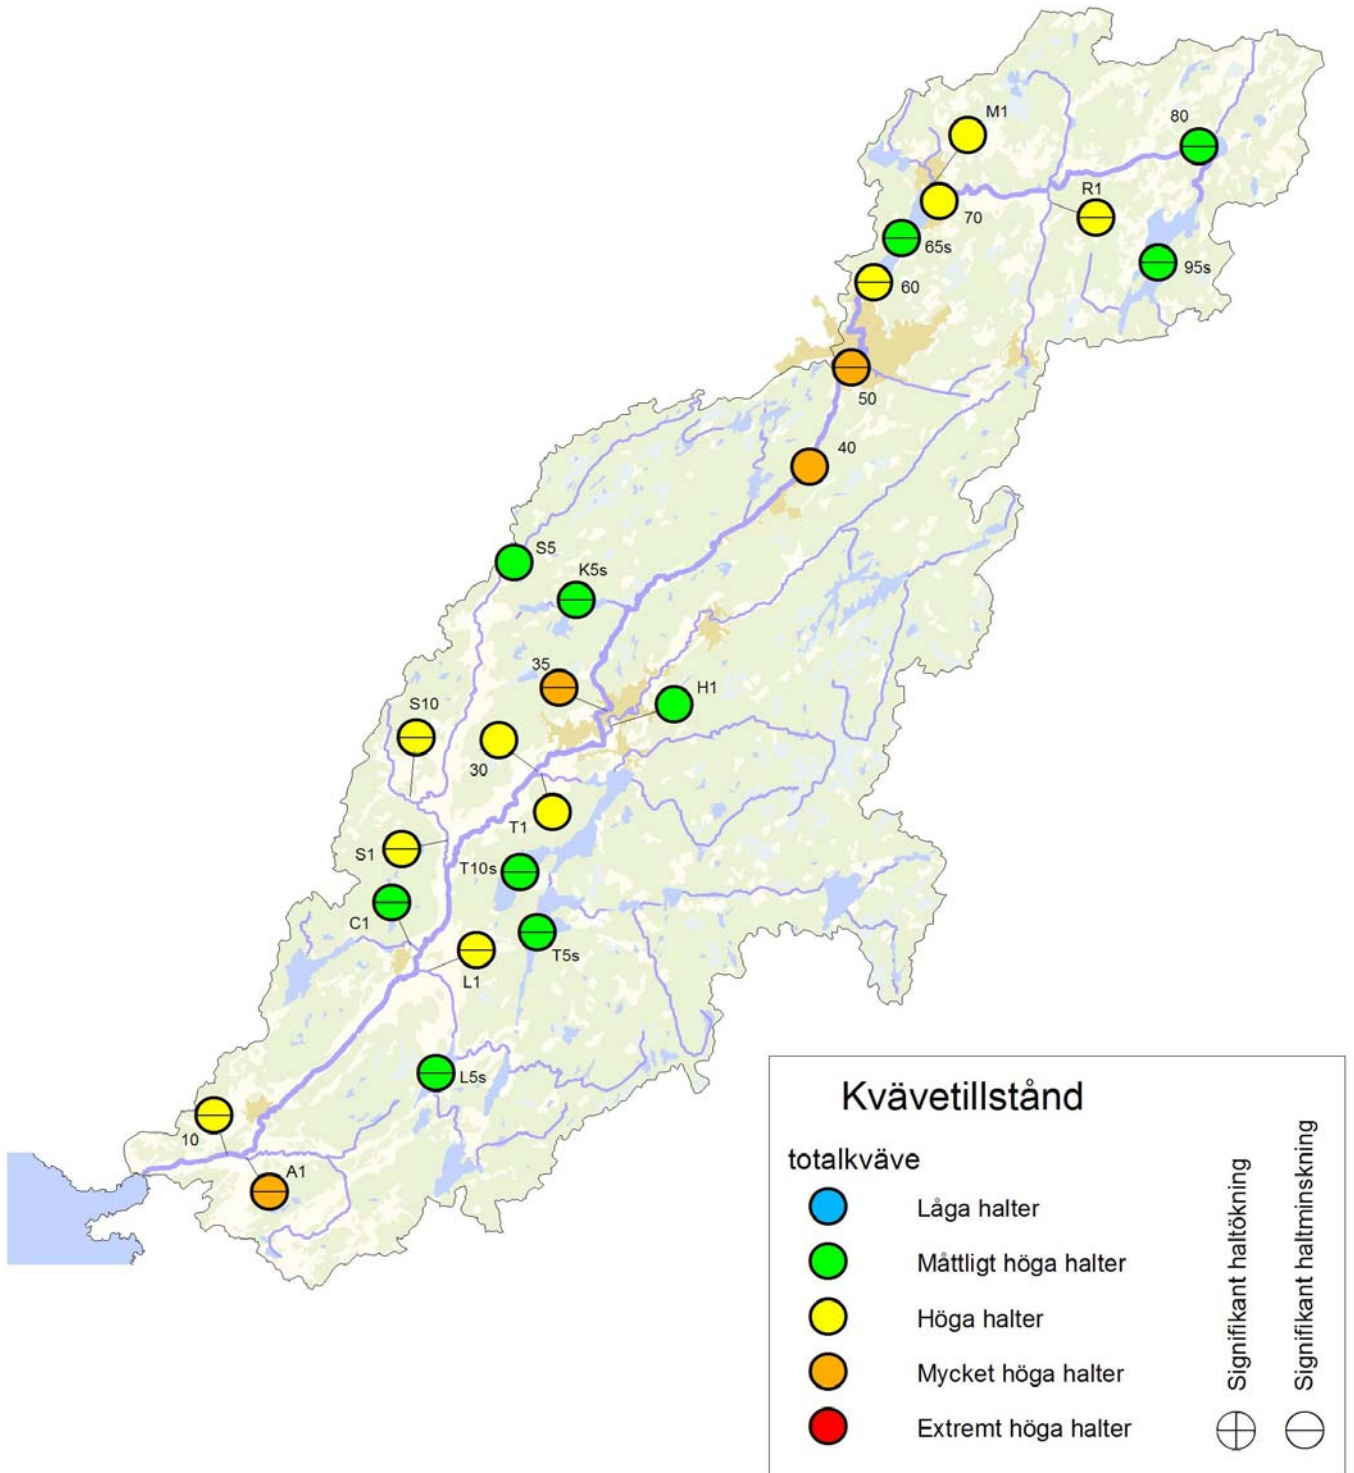 M1
80
R1
70
65s
95s
60
50
40
S5
K5s
35
H1
S10
30
T1
S1
T10s
C1
T5s
L1
L5s
10
A1
Kvävetillstånd
totalkväve
Låga halter
Måttligt höga halter
Höga halter
Mycket höga halter
Extremt höga halter
Signifikant haltökning
Signifikant haltminskning